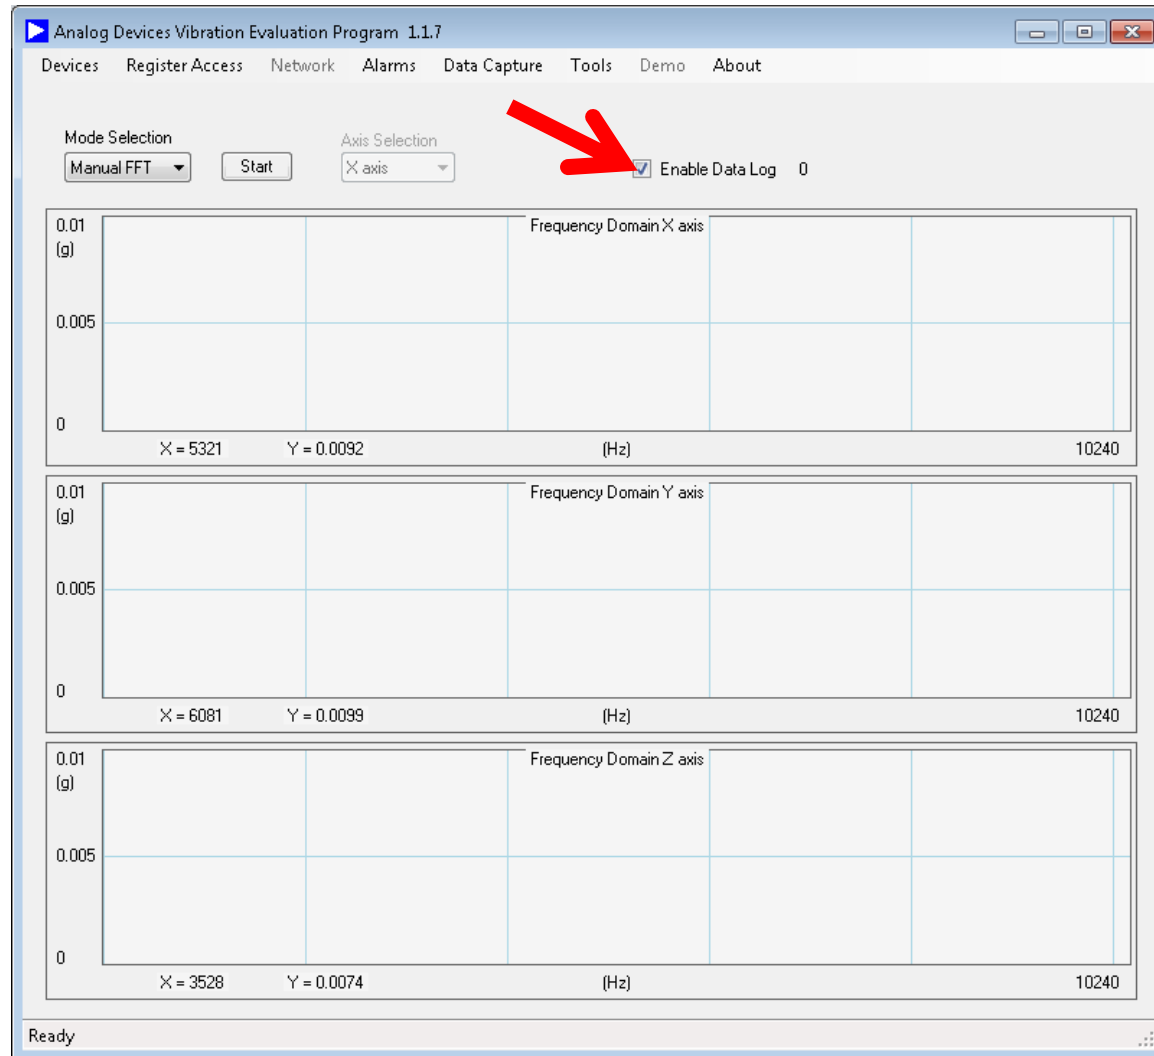 Analog Devices Vibration Evaluation Program 1.1.7
Devices Register Access Network Alarms Data Capture Tools Demo About
Mode Selection
Axis Selection
Manual FFT Start X axis Enable Data Log 0
0.01 Frequency Domain X axis
(g)
0.005
0
X = 5321 Y = 0.0092 (Hz) 10240
0.01 Frequency Domain Y axis
(g)
0.005
0
X = 6081 Y = 0.0099 (Hz) 10240
0.01 Frequency Domain Z axis
(g)
0.005
0
X = 3528 Y = 0.0074 (Hz) 10240
Ready